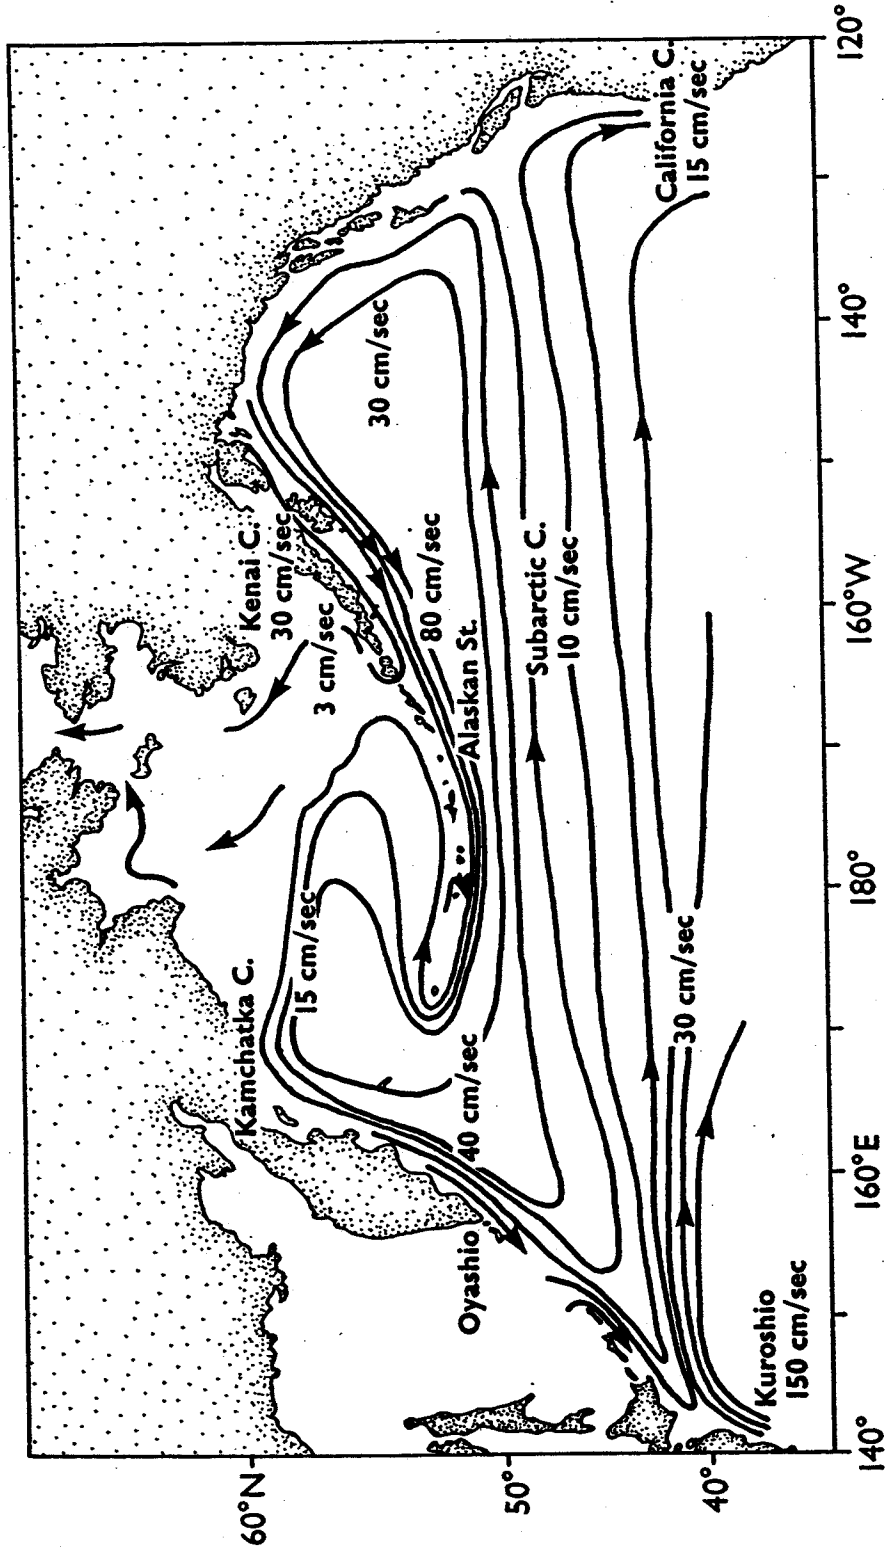 60°N
50°
40°
140°
160°E
180°
160°W
140°
120°
Kamchatka C.
15 cm/sec
Oyashio
40 cm/sec
Kuroshio
150 cm/sec
30 cm/sec
3 cm/sec
Kenai C.
30 cm/sec
80 cm/sec
Alaskan St.
Subarctic C.
10 cm/sec
30 cm/sec
California C.
15 cm/sec